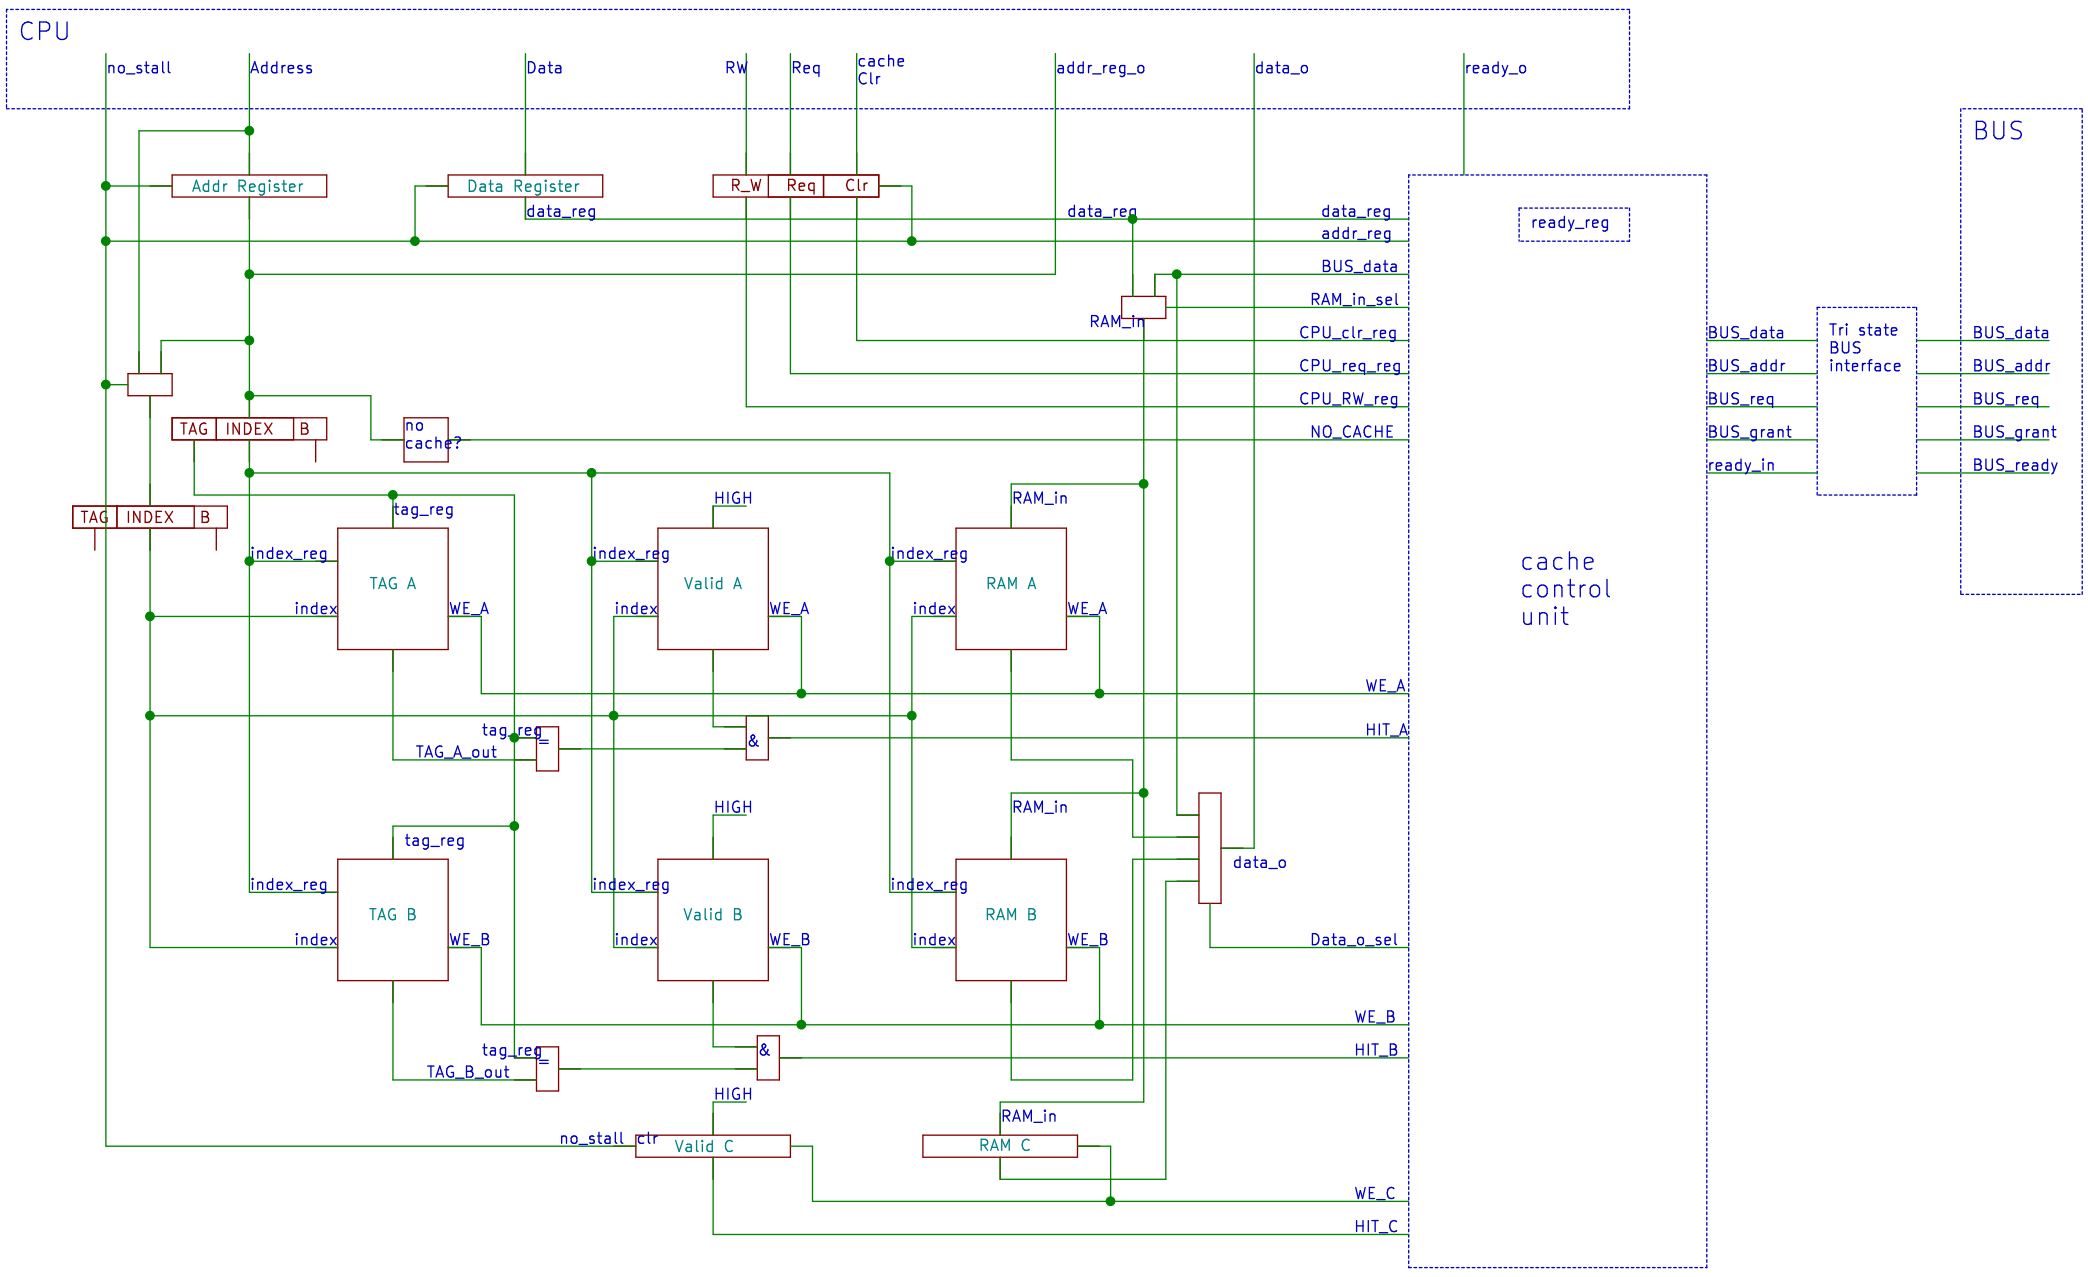 CPU
no_stall
Address
Data
RW
Req
cache
Clr
addr_reg_o
data_o
ready_o
BUS
Addr Register
Data Register
R_W
Req
Clr
data_reg
data_reg
data_reg
addr_reg
ready_reg
BUS_data
RAM_in_sel
RAM_in
CPU_clr_reg
CPU_req_reg
CPU_RW_reg
NO_CACHE
BUS_data
BUS_addr
BUS_req
BUS_grant
ready_in
Tri state
BUS
interface
BUS_data
BUS_addr
BUS_req
BUS_grant
BUS_ready
TAG
INDEX
B
no
cache?
TAG
INDEX
B
tag_reg
HIGH
RAM_in
index_reg
TAG A
index
WE_A
index_reg
Valid A
index
WE_A
index_reg
RAM A
index
WE_A
cache
control
unit
WE_A
tag_reg
=
TAG_A_out
&
HIT_A
HIGH
RAM_in
tag_reg
data_o
index_reg
TAG B
index
WE_B
index_reg
Valid B
index
WE_B
index_reg
RAM B
index
WE_B
Data_o_sel
WE_B
tag_reg
=
TAG_B_out
&
HIT_B
HIGH
RAM_in
no_stall clr
Valid C
RAM C
WE_C
HIT_C